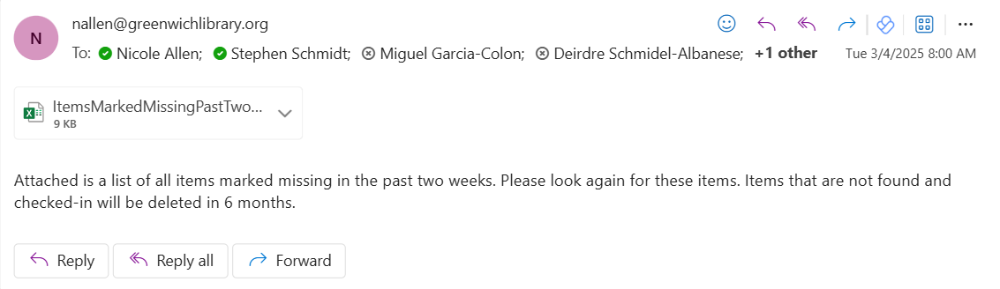 nallen@greenwichlibrary.org
N
To: Nicole Allen; Stephen Schmidt; Miguel Garcia-Colon; Deirdre Schmidel-Albanese; +1 other
Tue 3/4/2025 8:00 AM
ItemsMarkedMissingPastTwo...
9 KB
Attached is a list of all items marked missing in the past two weeks. Please look again for these items. Items that are not found and
checked-in will be deleted in 6 months.
Reply
Reply all
Forward